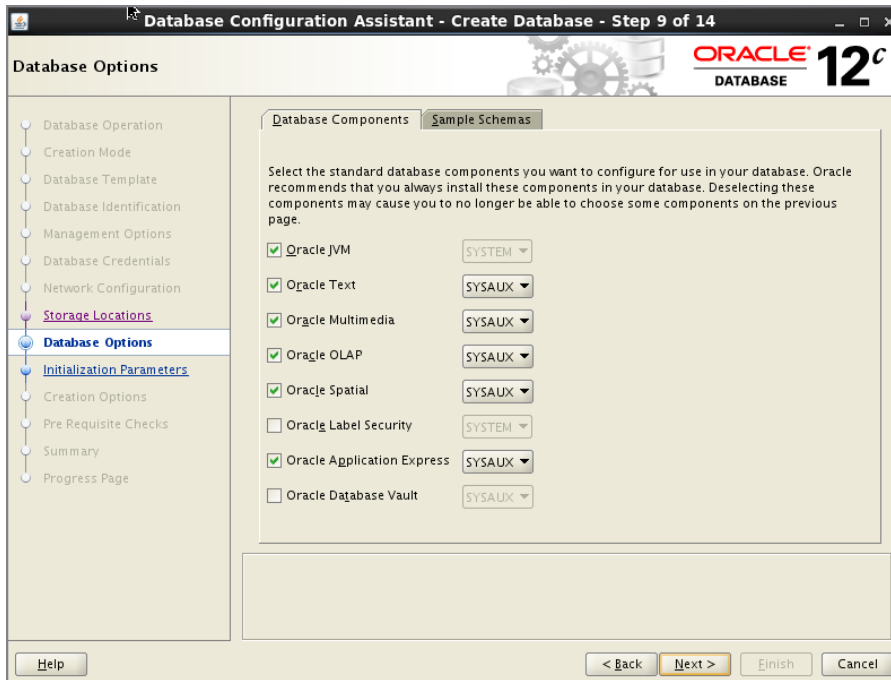 Database Configuration Assistant - Create Database - Step 9 of 14
Database Options
ORACLE
DATABASE
12c
Database Operation
Creation Mode
Database Template
Database Identification
Management Options
Database Credentials
Network Configuration
Storage Locations
Database Options
Initialization Parameters
Creation Options
Pre Requisite Checks
Summary
Progress Page
Database Components
Sample Schemas
Select the standard database components you want to configure for use in your database. Oracle
recommends that you always install these components in your database. Deselecting these
components may cause you to no longer be able to choose some components on the previous
page.
Oracle JVM SYSTEM
Oracle Text SYSAUX
Oracle Multimedia SYSAUX
Oracle OLAP SYSAUX
Oracle Spatial SYSAUX
Oracle Label Security SYSTEM
Oracle Application Express SYSAUX
Oracle Database Vault SYSAUX
Help
< Back
Next >
Finish
Cancel